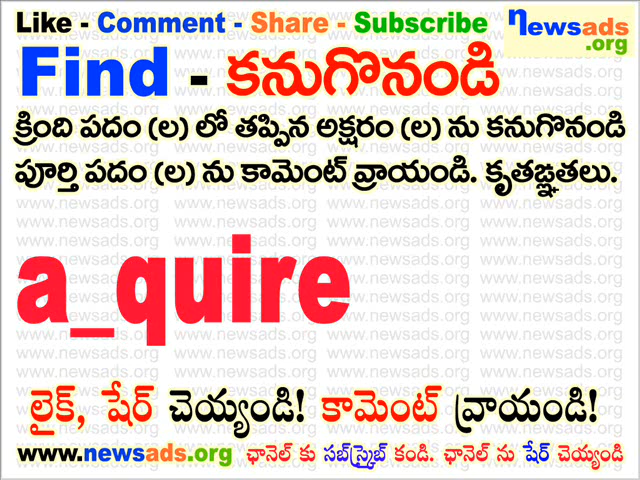 Like - Comment - Share - Subscribe
newsads
.org
Find - కనుగొనండి
క్రింది పదం (ల) లో తప్పిన అక్షరం (ల) ను కనుగొనండి
పూర్తి పదం (ల) ను కామెంట్ వ్రాయండి. కృతజ్ఞతలు.
a_quire
లైక్, షేర్ చెయ్యండి! కామెంట్ వ్రాయండి!
www.newsads.org ఛానెల్ కు సబ్‌స్క్రైబ్ కండి. ఛానెల్ ను షేర్ చెయ్యండి